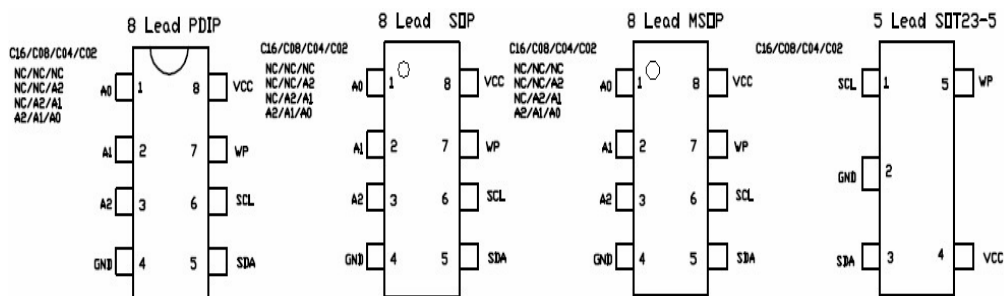 8 Lead PDIP
C16/C08/C04/C02
NC/NC/NC
NC/NC/A2
NC/A2/A1
A2/A1/A0
A0 1 8 VCC
A1 2 7 WP
A2 3 6 SCL
GND 4 5 SDA
8 Lead SOP
C16/C08/C04/C02
NC/NC/NC
NC/NC/A2
NC/A2/A1
A2/A1/A0
A0 1 8 VCC
A1 2 7 WP
A2 3 6 SCL
GND 4 5 SDA
8 Lead MSOP
C16/C08/C04/C02
NC/NC/NC
NC/NC/A2
NC/A2/A1
A2/A1/A0
A0 1 8 VCC
A1 2 7 WP
A2 3 6 SCL
GND 4 5 SDA
5 Lead SOT23-5
C16/C08/C04/C02
SCL 1 5 WP
GND 2
SDA 3 4 VCC